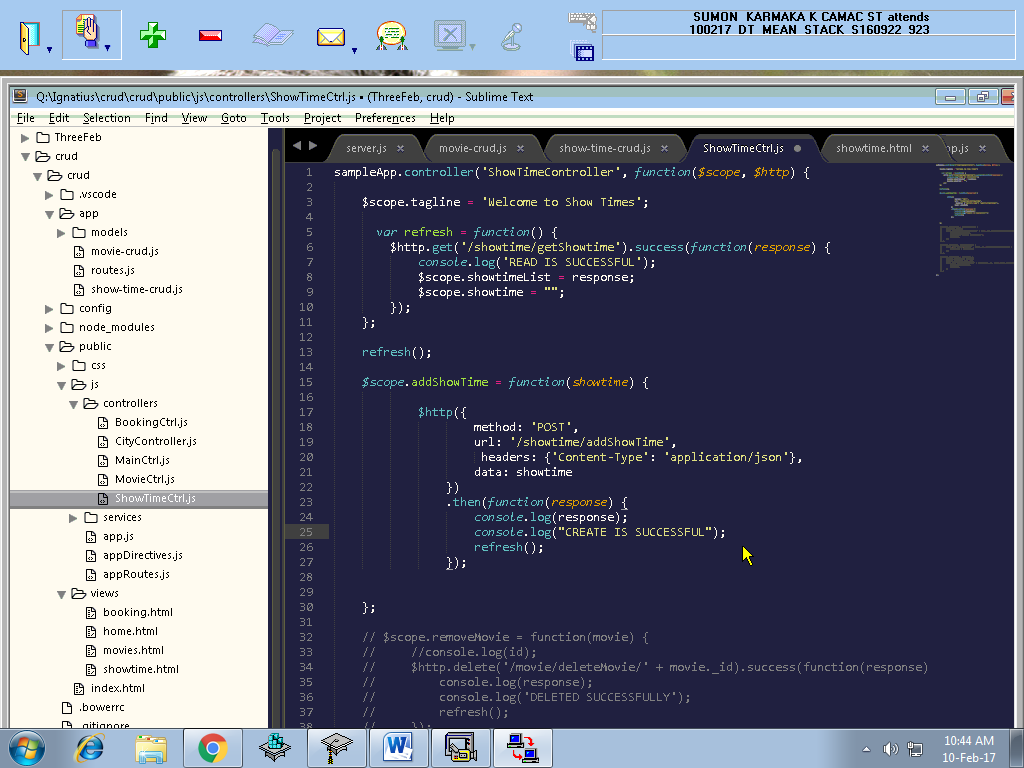 SUMON KARMAKA K CAMAC ST attends
100217 DT MEAN STACK S160922 923
Q:\Ignatius\crud\crud\public\js\controllers\ShowTimeCtrl.js • (ThreeFeb, crud) - Sublime Text
File Edit Selection Find View Goto Tools Project Preferences Help
ThreeFeb
crud
crud
.vscode
app
models
movie-crud.js
routes.js
show-time-crud.js
config
node_modules
public
css
js
controllers
BookingCtrl.js
CityController.js
MainCtrl.js
MovieCtrl.js
ShowTimeCtrl.js
services
app.js
appDirectives.js
appRoutes.js
views
booking.html
home.html
movies.html
showtime.html
index.html
.bowerrc
.gitignore
server.js movie-crud.js show-time-crud.js ShowTimeCtrl.js showtime.html pp.js
1 sampleApp.controller('ShowTimeController', function($scope, $http) {
2
3 $scope.tagline = 'Welcome to Show Times';
4
5 var refresh = function() {
6 $http.get('/showtime/getShowtime').success(function(response) {
7 console.log('READ IS SUCCESSFUL');
8 $scope.showtimeList = response;
9 $scope.showtime = "";
10 });
11 };
12
13 refresh();
14
15 $scope.addShowTime = function(showtime) {
16
17 $http({
18 method: 'POST',
19 url: '/showtime/addShowTime',
20 headers: {'Content-Type': 'application/json'},
21 data: showtime
22 })
23 .then(function(response) {
24 console.log(response);
25 console.log("CREATE IS SUCCESSFUL");
26 refresh();
27 });
28
29
30 };
31
32 // $scope.removeMovie = function(movie) {
33 // //console.log(id);
34 // $http.delete('/movie/deleteMovie/' + movie._id).success(function(response)
35 // console.log(response);
36 // console.log('DELETED SUCCESSFULLY');
37 // refresh();
38 // });
10:44 AM
10-Feb-17